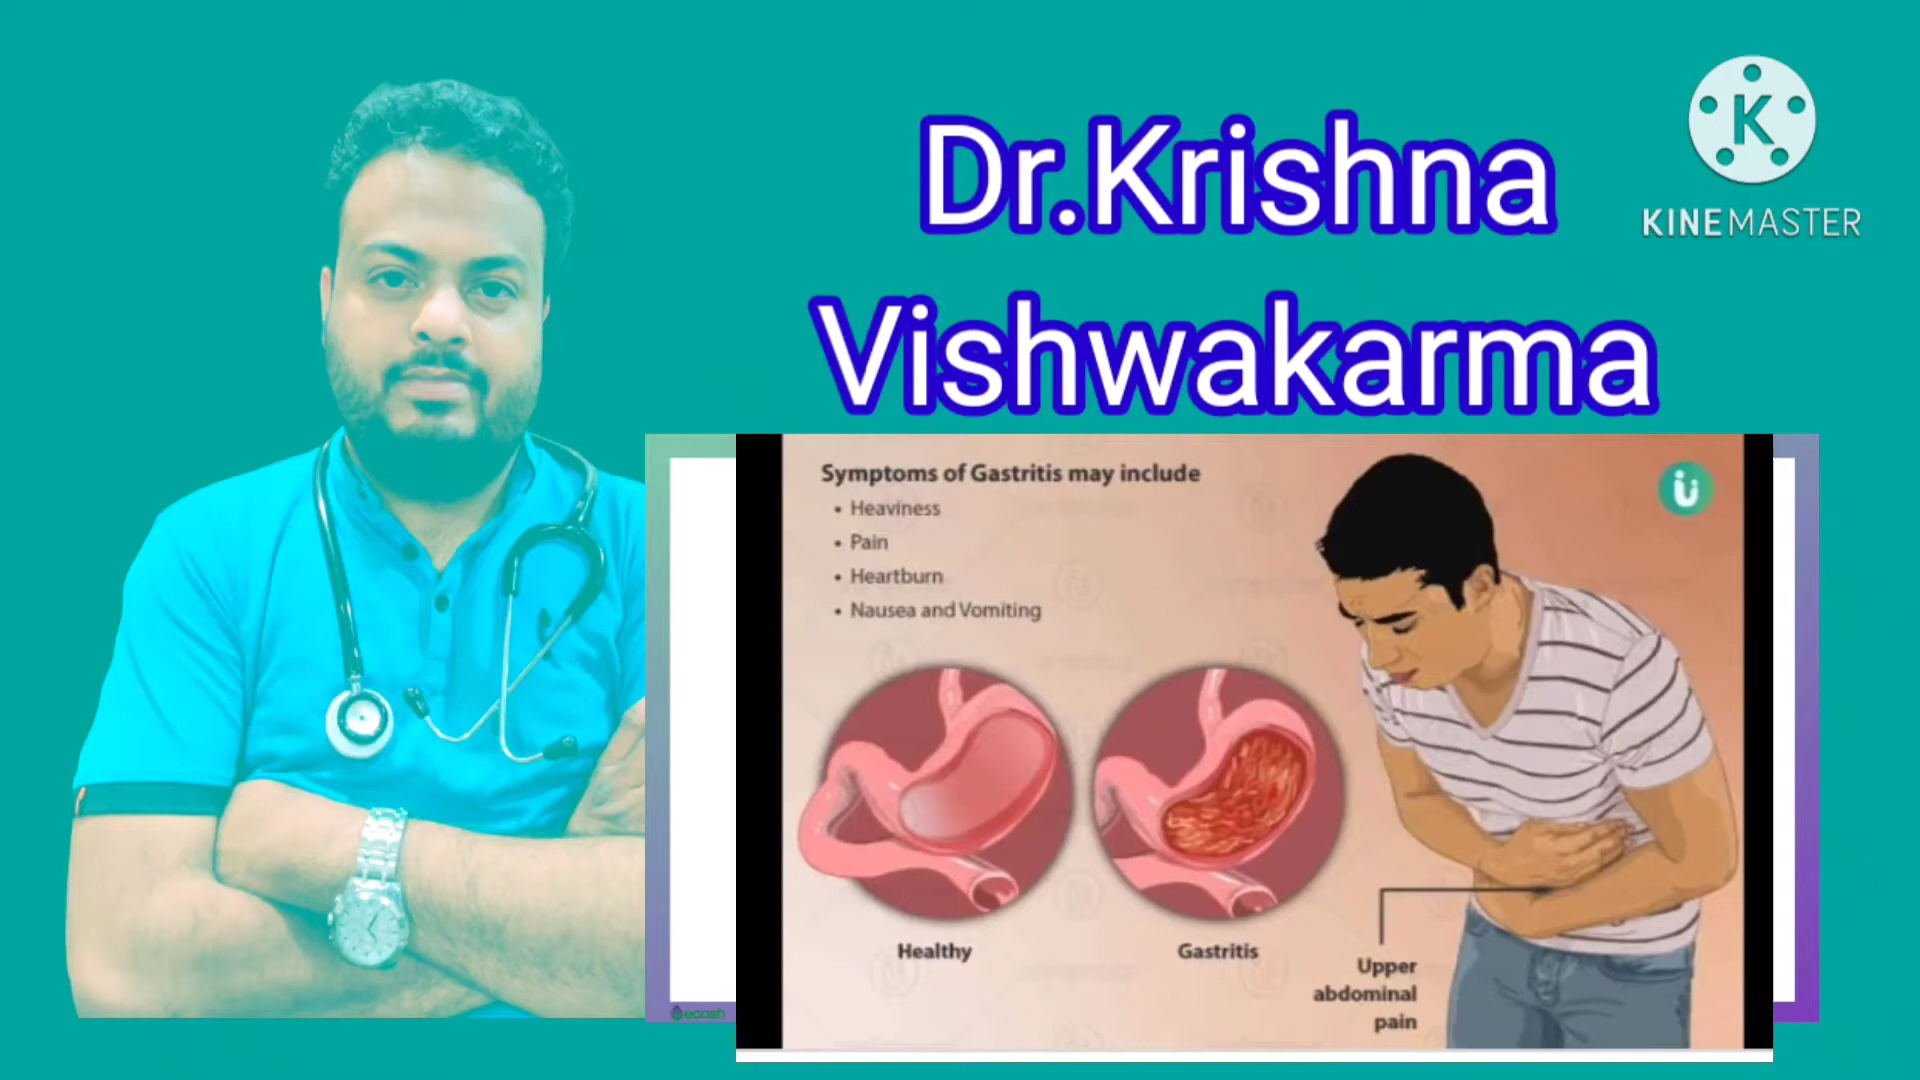 Dr.Krishna
Vishwakarma
K
KINEMASTER
Symptoms of Gastritis may include
• Heaviness
• Pain
• Heartburn
• Nausea and Vomiting
Healthy
Gastritis
Upper
abdominal
pain
ecash